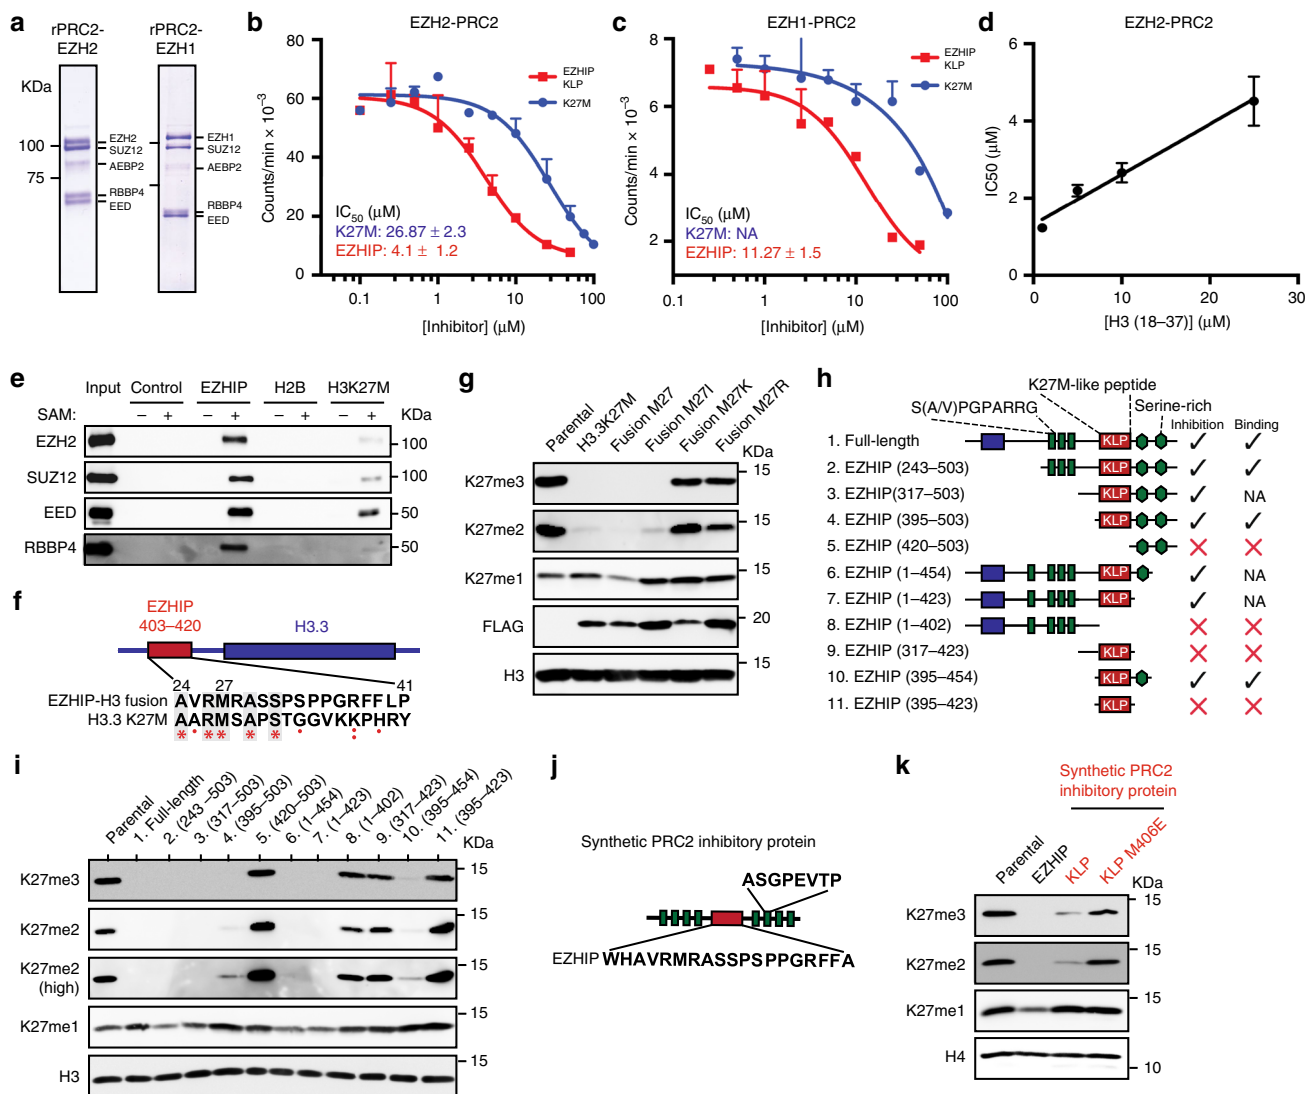 a
rPRC2-
EZH2
rPRC2-
EZH1
KDa
100
75
EZH2
SUZ12
AEBP2
RBBP4
EED
EZH1
SUZ12
AEBP2
RBBP4
EED
b
EZH2-PRC2
Counts/min × 10⁻³
80
60
40
20
0
EZHIP
KLP
K27M
IC₅₀ (μM)
K27M: 26.87 ± 2.3
EZHIP: 4.1 ± 1.2
0.1
1
10
100
[Inhibitor] (μM)
c
EZH1-PRC2
Counts/min × 10⁻³
8
6
4
2
EZHIP
KLP
K27M
IC₅₀ (μM)
K27M: NA
EZHIP: 11.27 ± 1.5
0.1
1
10
100
[Inhibitor] (μM)
d
EZH2-PRC2
IC50 (μM)
6
4
2
0
0
10
20
30
[H3 (18–37)] (μM)
e
Input
Control
EZHIP
H2B
H3K27M
SAM:
– + – + – + – +
KDa
EZH2
100
SUZ12
100
EED
50
RBBP4
50
f
EZHIP
403–420
H3.3
24
27
41
EZHIP-H3 fusion AVRMRASSPSPPGRFFLP
H3.3 K27M AARMSAPSTGGVKKPHRY
* * * * *
g
Parental
H3.3K27M
Fusion M27
Fusion M27I
Fusion M27K
Fusion M27R
KDa
K27me3
15
K27me2
15
K27me1
15
FLAG
20
H3
15
h
K27M-like peptide
S(A/V)PGPARRG
Serine-rich
Inhibition
Binding
1. Full-length KLP ✓ ✓
2. EZHIP (243–503) KLP ✓ ✓
3. EZHIP(317–503) KLP ✓ NA
4. EZHIP (395–503) KLP ✓ ✓
5. EZHIP (420–503) ✕ ✕
6. EZHIP (1–454) KLP ✓ NA
7. EZHIP (1–423) KLP ✓ NA
8. EZHIP (1–402) ✕ ✕
9. EZHIP (317–423) KLP ✕ ✕
10. EZHIP (395–454) KLP ✓ ✓
11. EZHIP (395–423) KLP ✕ ✕
i
Parental
1. Full-length
2. (243 –503)
3. (317–503)
4. (395–503)
5. (420–503)
6. (1–454)
7. (1–423)
8. (1–402)
9. (317–423)
10. (395–454)
11. (395–423)
KDa
K27me3
15
K27me2
15
K27me2
(high)
15
K27me1
15
H3
15
j
Synthetic PRC2 inhibitory protein
ASGPEVTP
EZHIP WHAVRMRASSPSPPGRFFA
k
Synthetic PRC2
inhibitory protein
Parental
EZHIP
KLP
KLP M406E
KDa
K27me3
15
K27me2
15
K27me1
15
H4
10